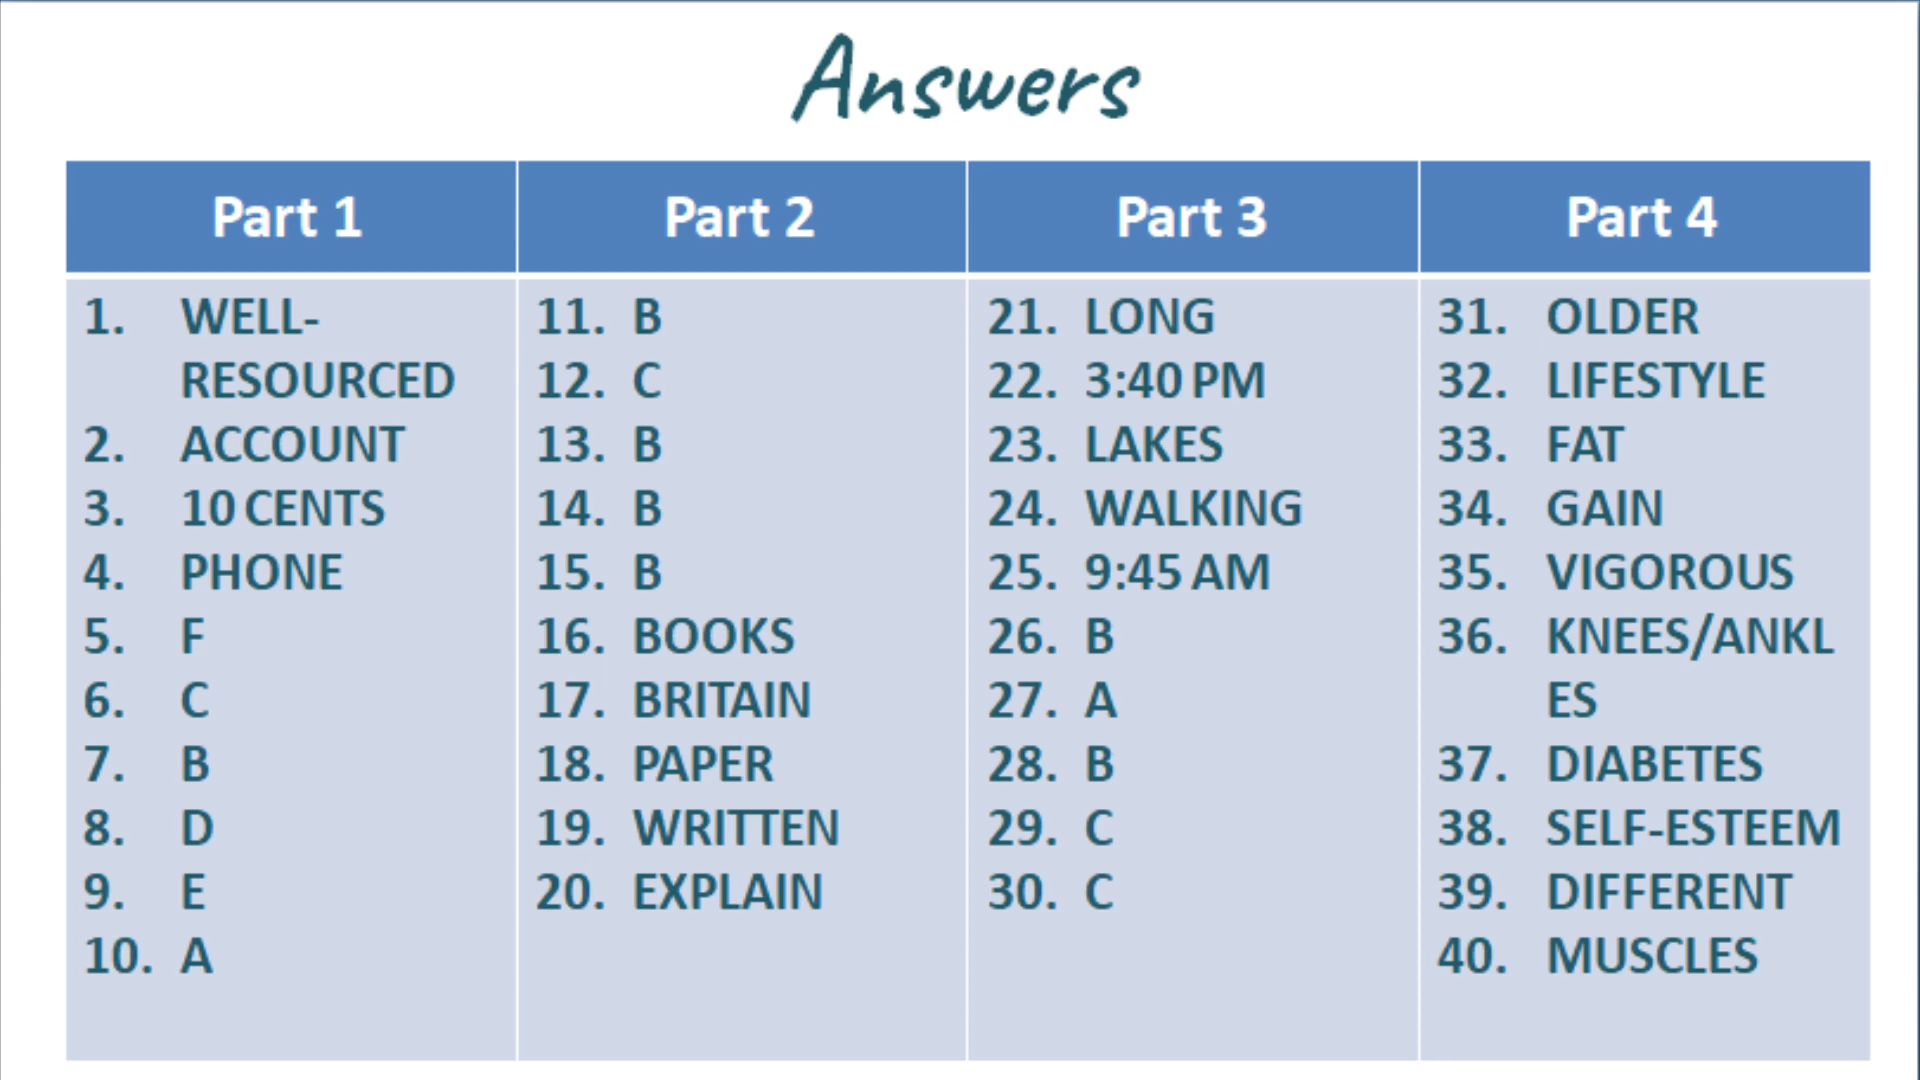 Answers
Part 1
Part 2
Part 3
Part 4
1. WELL-
RESOURCED
2. ACCOUNT
3. 10 CENTS
4. PHONE
5. F
6. C
7. B
8. D
9. E
10. A
11. B
12. C
13. B
14. B
15. B
16. BOOKS
17. BRITAIN
18. PAPER
19. WRITTEN
20. EXPLAIN
21. LONG
22. 3:40 PM
23. LAKES
24. WALKING
25. 9:45 AM
26. B
27. A
28. B
29. C
30. C
31. OLDER
32. LIFESTYLE
33. FAT
34. GAIN
35. VIGOROUS
36. KNEES/ANKL
ES
37. DIABETES
38. SELF-ESTEEM
39. DIFFERENT
40. MUSCLES